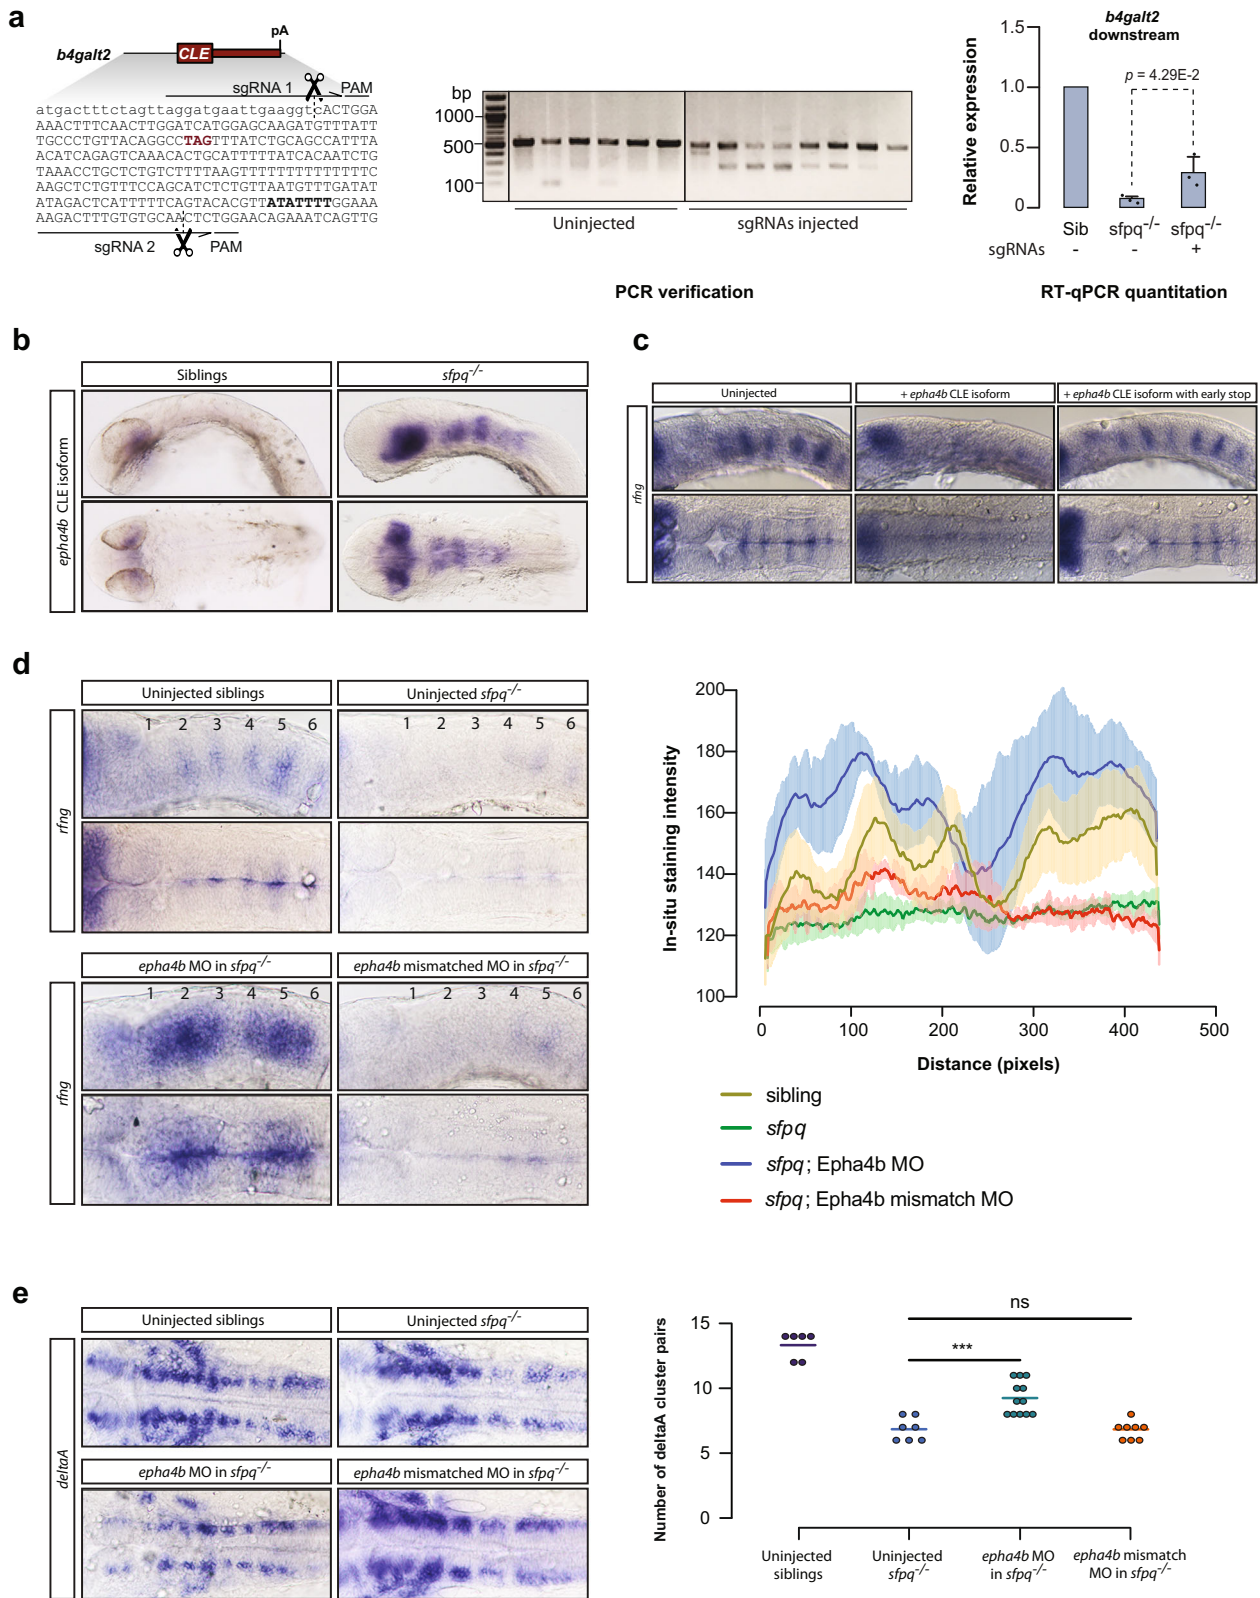 a
b4galt2
CLE
pA
sgRNA 1
PAM
atgactttctagttaggatgaattgaaggtcACTGGA
AAACTTTCAACTTGGATCATGGAGCAAGATGTTTATT
TGCCCTGTTACAGGCCTAGTTTATCTGCAGCCATTTA
ACATCAGAGTCAAACACTGCATTTTTATCACAATCTG
TAAACCTGCTCTGTCTTTTAAGTTTTTTTTTTTTTTC
AAGCTCTGTTTCCAGCATCTCTGTTAATGTTTGATAT
ATAGACTCATTTTTCAGTACACGTTATATTTTGGAAA
AAGACTTTGTGTGCAACTCTGGAACAGAAATCAGTTG
sgRNA 2
PAM
bp
1000
500
100
Uninjected
sgRNAs injected
PCR verification
b4galt2
downstream
p = 4.29E-2
Relative expression
1.5
1.0
0.5
0
Sib
sfpq-/-
sfpq-/-
sgRNAs
-
-
+
RT-qPCR quantitation
b
Siblings
sfpq-/-
epha4b CLE isoform
c
Uninjected
+ epha4b CLE isoform
+ epha4b CLE isoform with early stop
rfng
d
Uninjected siblings
Uninjected sfpq-/-
1 2 3 4 5 6
1 2 3 4 5 6
rfng
epha4b MO in sfpq-/-
epha4b mismatched MO in sfpq-/-
1 2 3 4 5 6
1 2 3 4 5 6
rfng
In-situ staining intensity
200
180
160
140
120
100
0
100
200
300
400
500
Distance (pixels)
sibling
sfpq
sfpq; Epha4b MO
sfpq; Epha4b mismatch MO
e
Uninjected siblings
Uninjected sfpq-/-
epha4b MO in sfpq-/-
epha4b mismatched MO in sfpq-/-
deltaA
Number of deltaA cluster pairs
15
10
5
0
ns
***
Uninjected
siblings
Uninjected
sfpq-/-
epha4b MO
in sfpq-/-
epha4b mismatch
MO in sfpq-/-